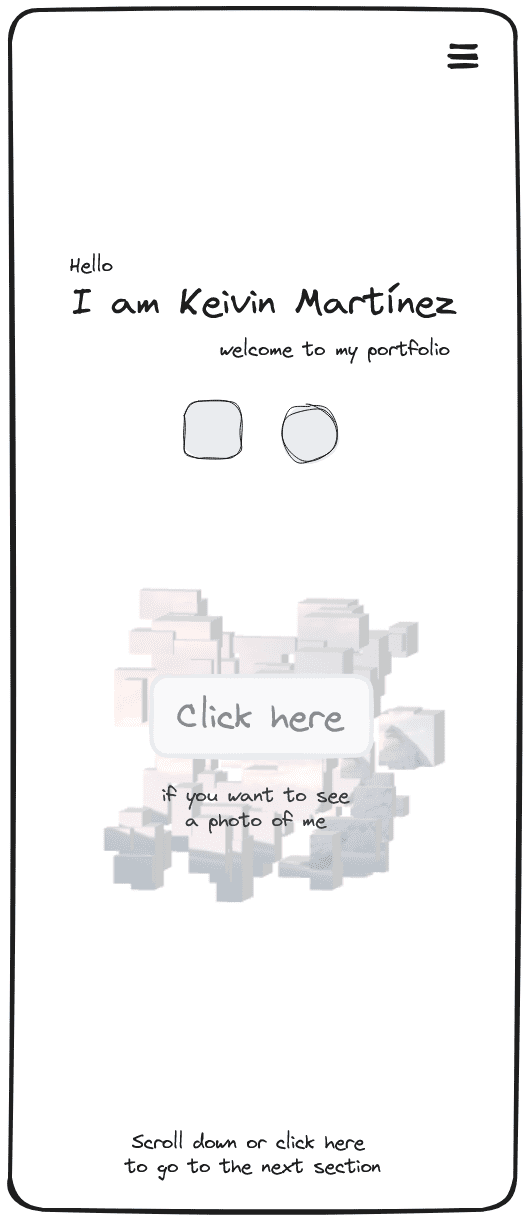 Hello
I am Keivin Martínez
welcome to my portfolio
Click here
if you want to see
a photo of me
Scroll down or click here
to go to the next section